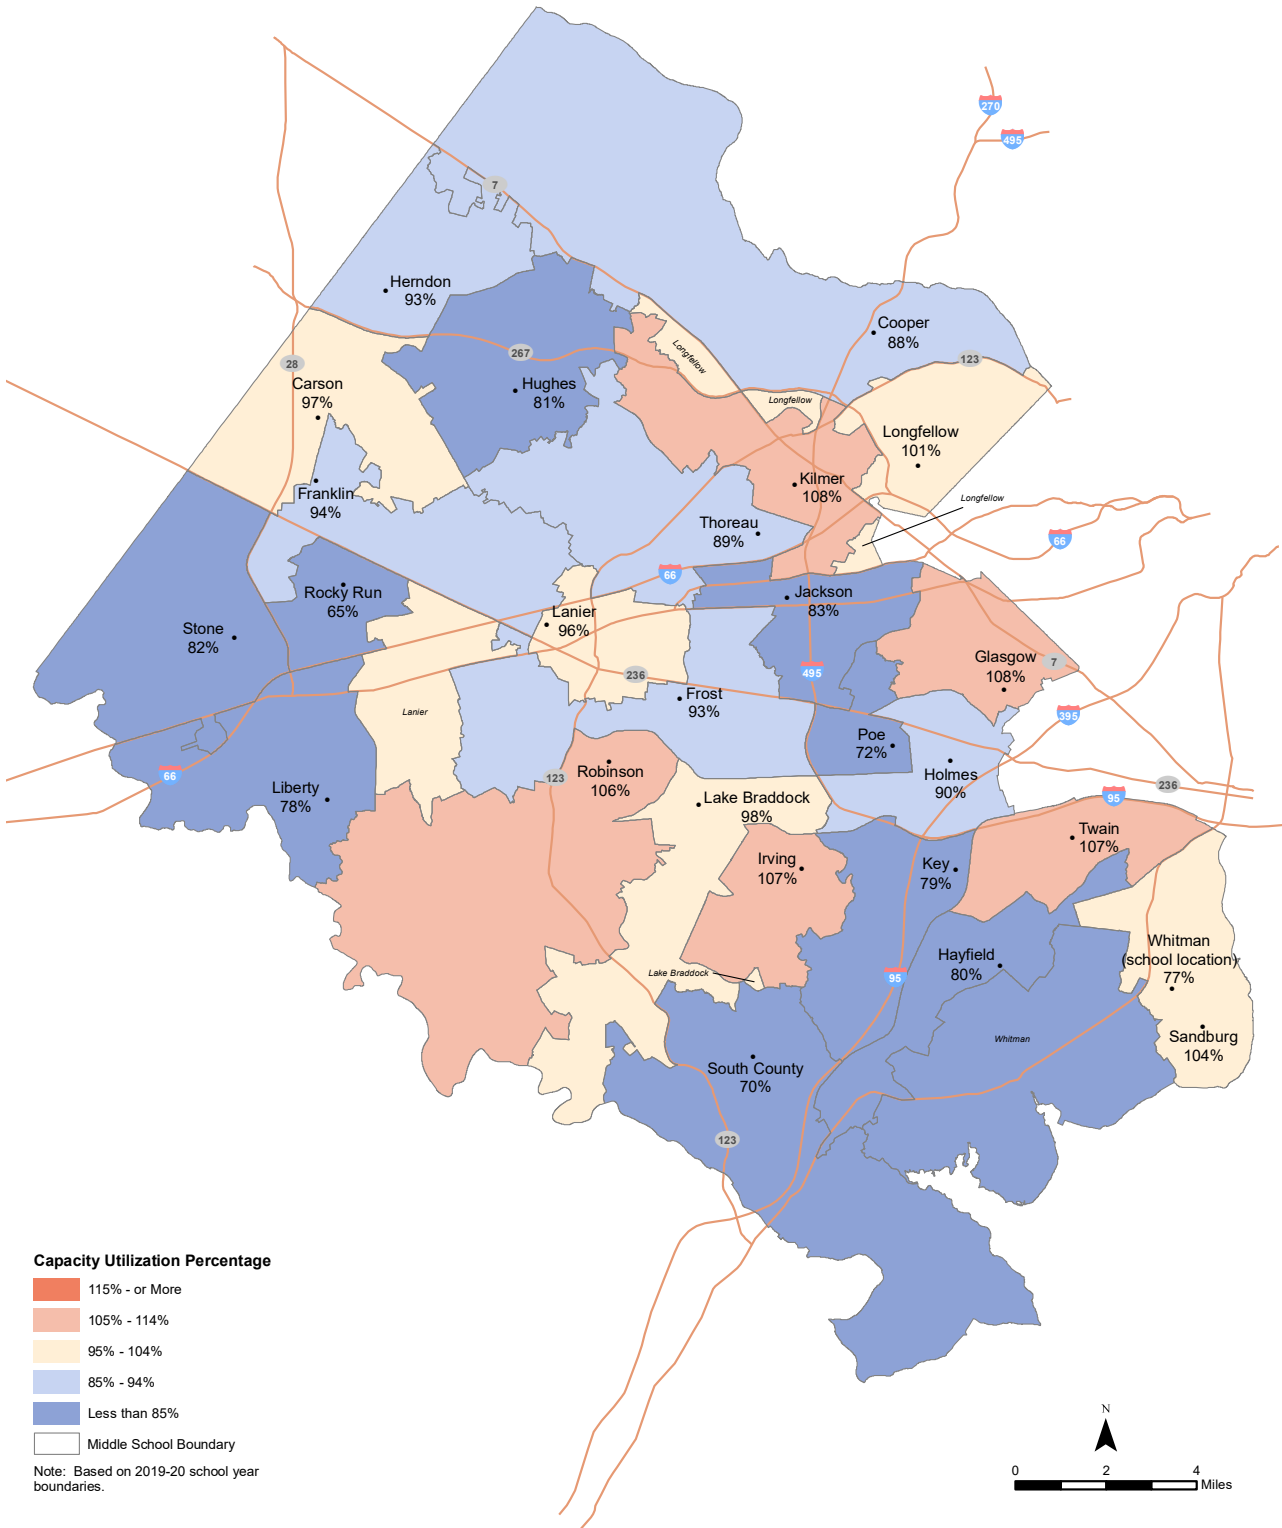 270
495
7
Herndon
93%
Cooper
88%
123
267
28
Longfellow
Carson
97%
Hughes
81%
Longfellow
Longfellow
101%
Kilmer
108%
Franklin
94%
Longfellow
Thoreau
89%
66
66
Rocky Run
65%
Jackson
83%
Lanier
96%
Stone
82%
Glasgow
108%
7
495
236
Frost
93%
Lanier
395
Poe
72%
66
Robinson
106%
Holmes
90%
123
236
Liberty
78%
Lake Braddock
98%
95
Twain
107%
Irving
107%
Key
79%
Whitman
(school location)
77%
Hayfield
80%
Lake Braddock
95
Sandburg
104%
Whitman
South County
70%
123
Capacity Utilization Percentage
115% - or More
105% - 114%
95% - 104%
85% - 94%
Less than 85%
Middle School Boundary
Note: Based on 2019-20 school year
boundaries.
N
0 2 4
Miles